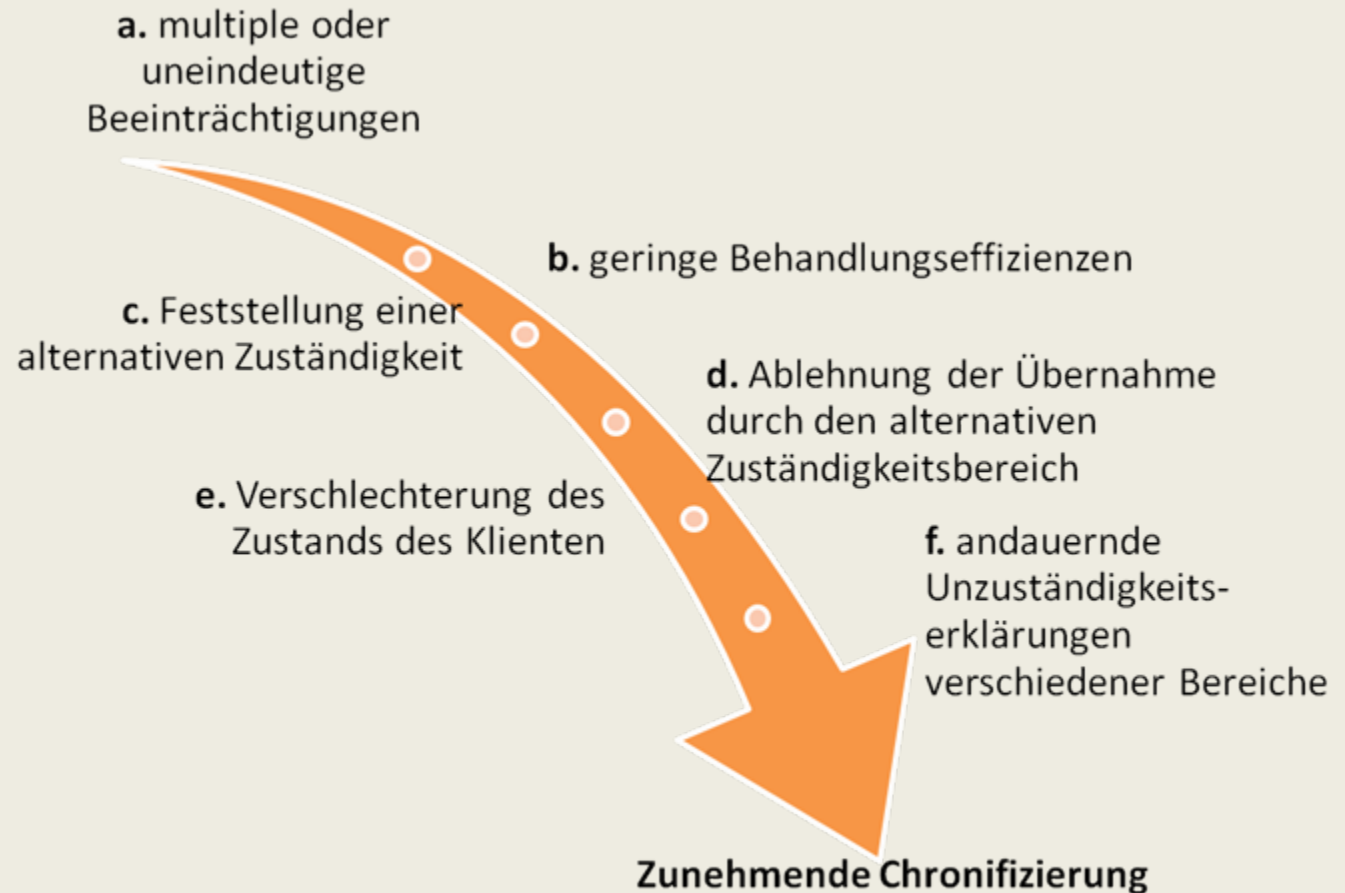 a. multiple oder
uneindeutige
Beeinträchtigungen
b. geringe Behandlungseffizienzen
c. Feststellung einer
alternativen Zuständigkeit
d. Ablehnung der Übernahme
durch den alternativen
Zuständigkeitsbereich
e. Verschlechterung des
Zustands des Klienten
f. andauernde
Unzuständigkeits-
erklärungen
verschiedener Bereiche
Zunehmende Chronifizierung